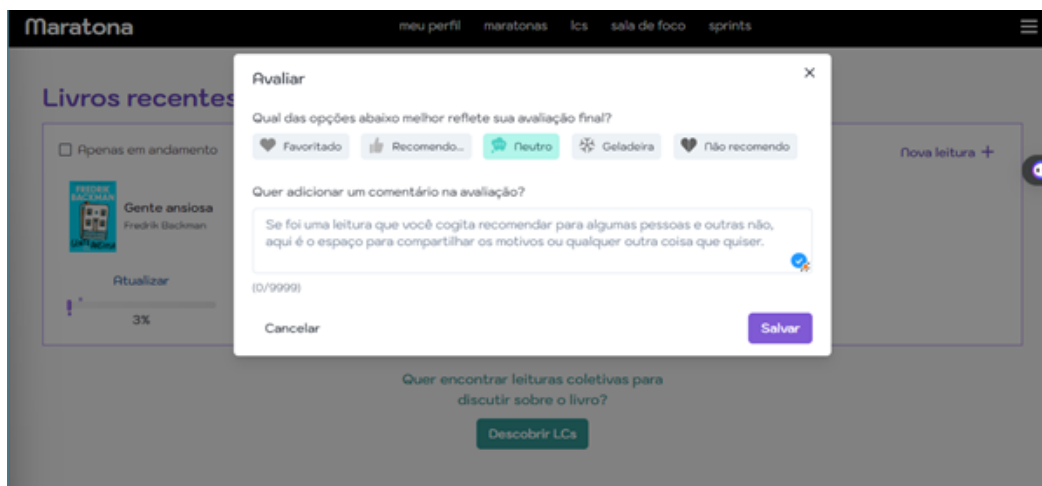 Maratona
meu perfil maratonas lcs sala de foco sprints
Livros recentes
Apenas em andamento
Nova leitura +
FREDRIK
BACKMAN
Gente ansiosa
Fredrik Backman
Atualizar
3%
Avaliar
Qual das opções abaixo melhor reflete sua avaliação final?
Favoritado Recomendo... Neutro Geladeira Não recomendo
Quer adicionar um comentário na avaliação?
Se foi uma leitura que você cogita recomendar para algumas pessoas e outras não,
aqui é o espaço para compartilhar os motivos ou qualquer outra coisa que quiser.
(0/9999)
Cancelar Salvar
Quer encontrar leituras coletivas para
discutir sobre o livro?
Descobrir LCs